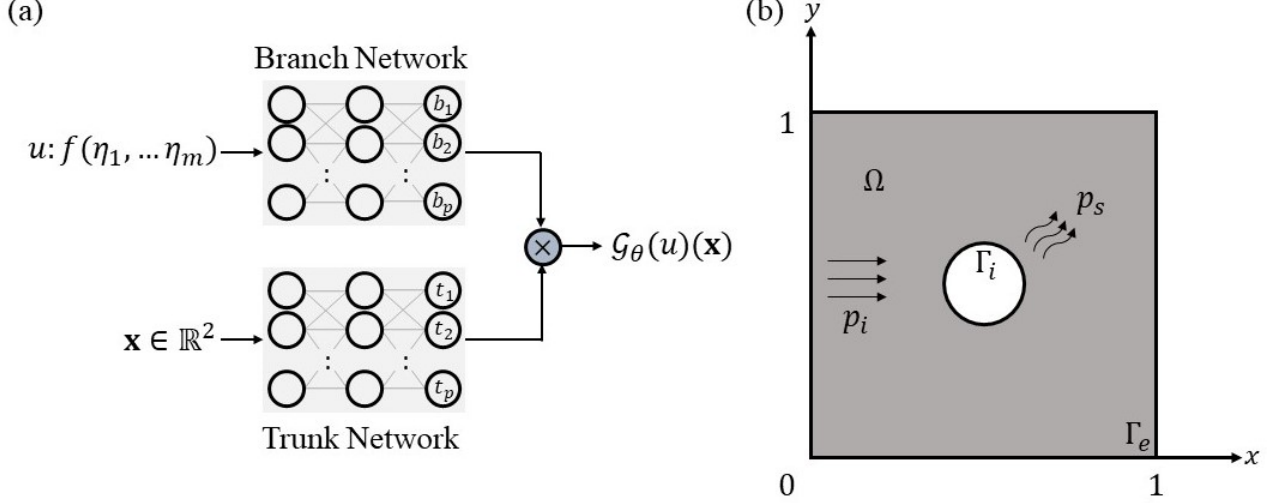 (a)
Branch Network
b₁
b₂
:
:
bₚ
u: f(η₁, … ηₘ)
×
𝒢_θ(u)(𝐱)
t₁
t₂
:
:
tₚ
𝐱 ∈ ℝ²
Trunk Network
(b)
y
1
Ω
pₛ
Γᵢ
pᵢ
Γₑ
x
0
1